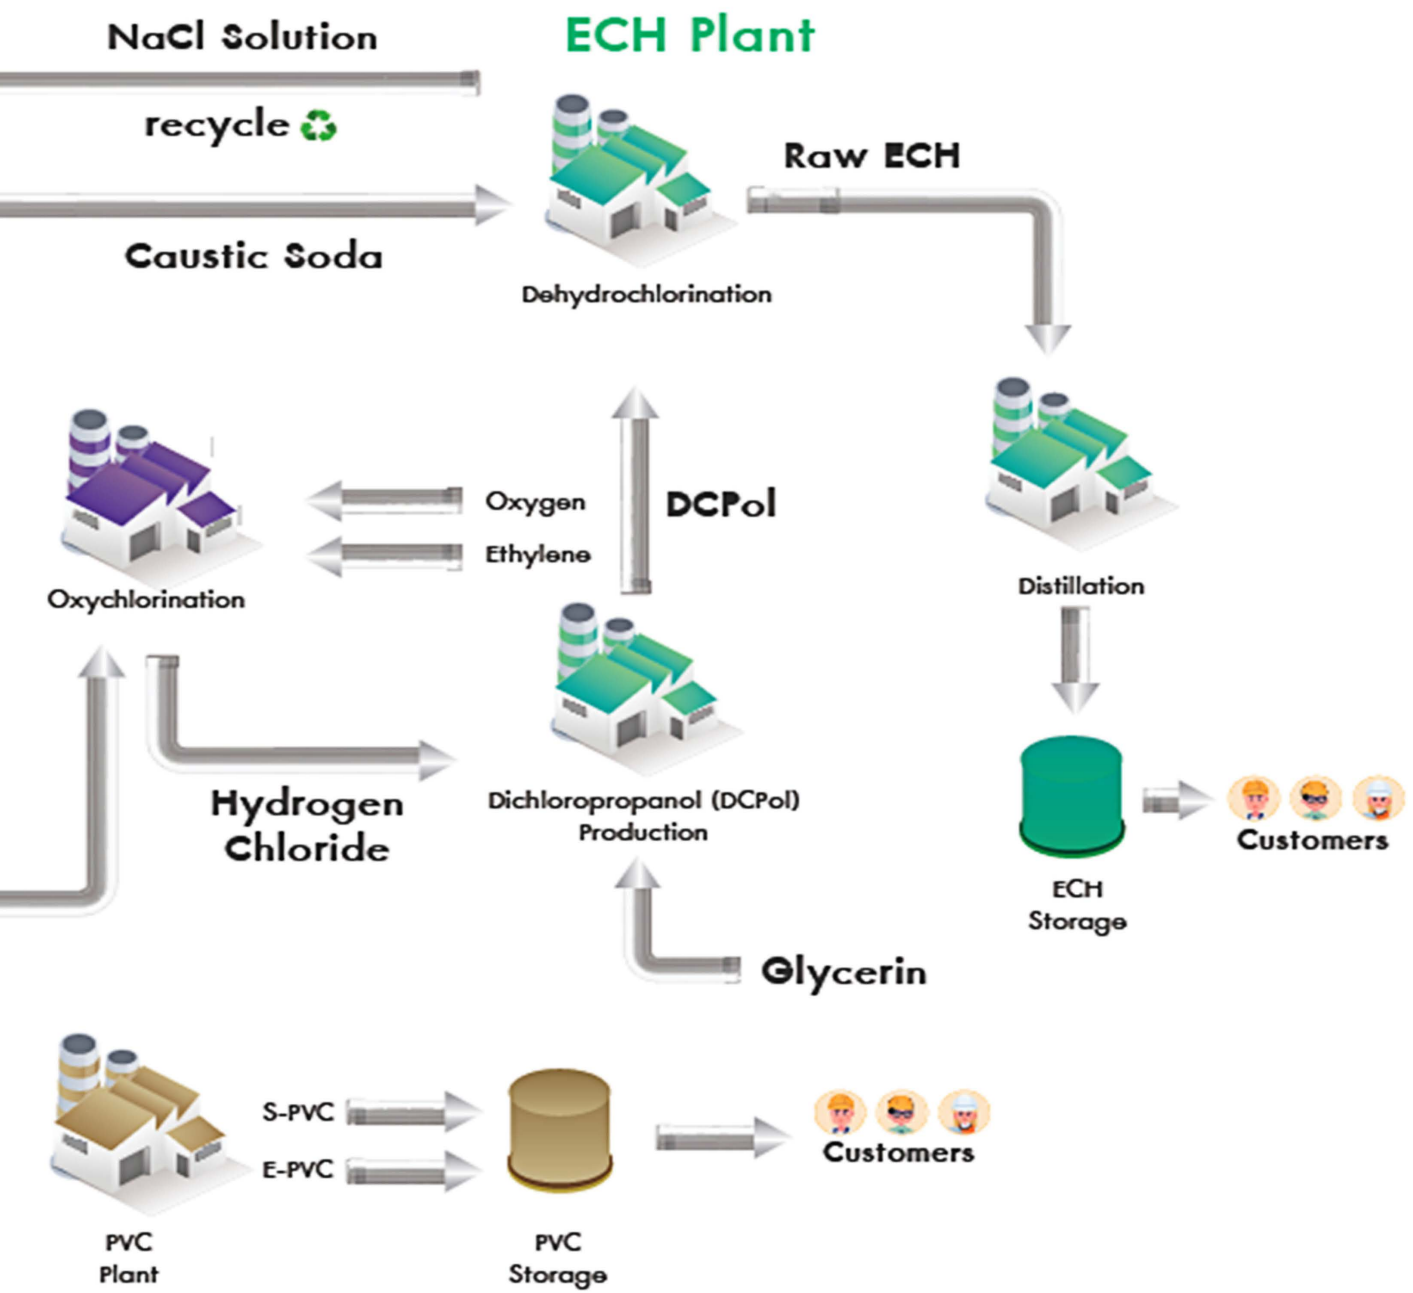 NaCl Solution
ECH Plant
recycle
Raw ECH
Caustic Soda
Dehydrochlorination
Oxygen
DCPol
Ethylene
Distillation
Oxychlorination
Hydrogen
Chloride
Dichloropropanol (DCPol)
Production
Customers
ECH
Storage
Glycerin
S-PVC
E-PVC
Customers
PVC
Plant
PVC
Storage